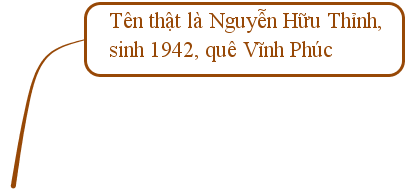 Tên thật là Nguyễn Hữu Thỉnh,
sinh 1942, quê Vĩnh Phúc